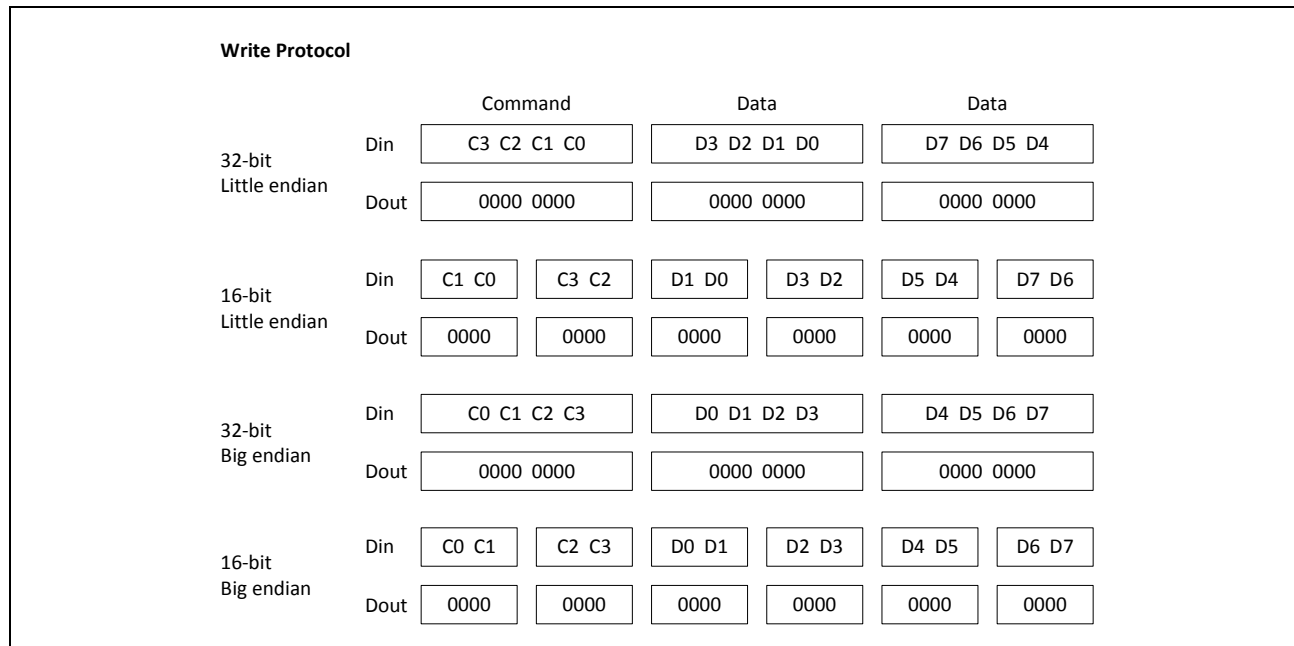 Write Protocol
Command Data Data
32-bit
Little endian
Din C3 C2 C1 C0 D3 D2 D1 D0 D7 D6 D5 D4
Dout 0000 0000 0000 0000 0000 0000
16-bit
Little endian
Din C1 C0 C3 C2 D1 D0 D3 D2 D5 D4 D7 D6
Dout 0000 0000 0000 0000 0000 0000
32-bit
Big endian
Din C0 C1 C2 C3 D0 D1 D2 D3 D4 D5 D6 D7
Dout 0000 0000 0000 0000 0000 0000
16-bit
Big endian
Din C0 C1 C2 C3 D0 D1 D2 D3 D4 D5 D6 D7
Dout 0000 0000 0000 0000 0000 0000